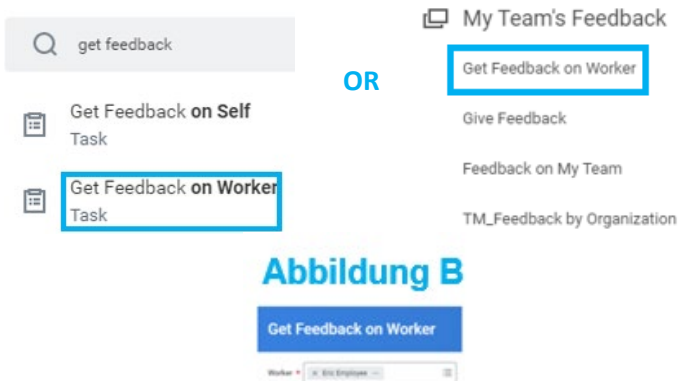 get feedback
Get Feedback on Self
Task
Get Feedback on Worker
Task
OR
My Team's Feedback
Get Feedback on Worker
Give Feedback
Feedback on My Team
TM_Feedback by Organization
Abbildung B
Get Feedback on Worker
Worker * × Eric Employee ...